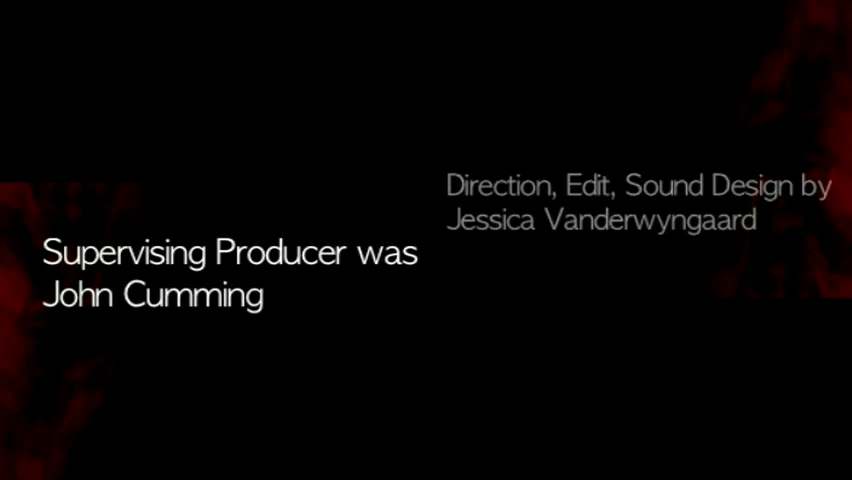 Direction, Edit, Sound Design by
Jessica Vanderwyngaard
Supervising Producer was
John Cumming